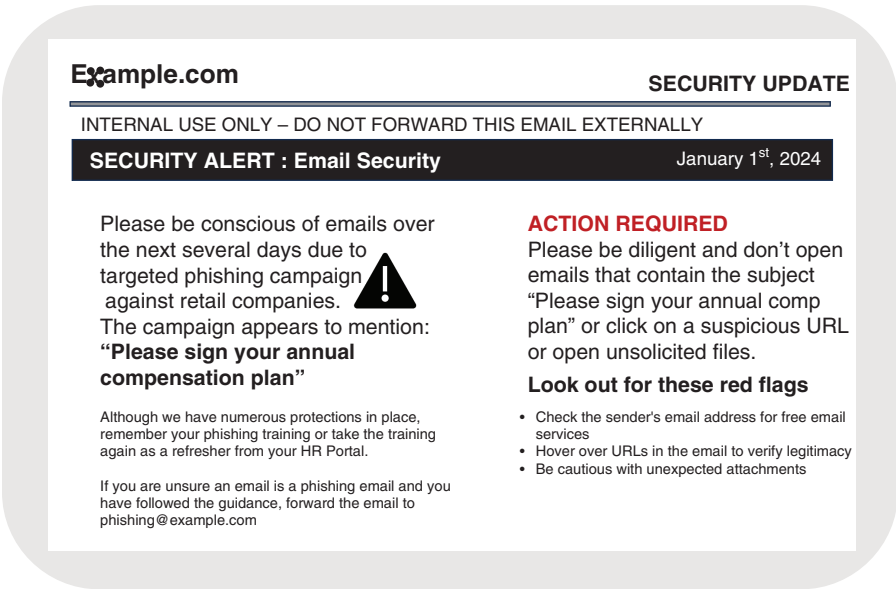 Example.com
SECURITY UPDATE
INTERNAL USE ONLY – DO NOT FORWARD THIS EMAIL EXTERNALLY
SECURITY ALERT : Email Security
January 1st, 2024
Please be conscious of emails over
the next several days due to
targeted phishing campaign
against retail companies.
The campaign appears to mention:
“Please sign your annual
compensation plan”
Although we have numerous protections in place,
remember your phishing training or take the training
again as a refresher from your HR Portal.
If you are unsure an email is a phishing email and you
have followed the guidance, forward the email to
phishing@example.com
ACTION REQUIRED
Please be diligent and don’t open
emails that contain the subject
“Please sign your annual comp
plan” or click on a suspicious URL
or open unsolicited files.
Look out for these red flags
• Check the sender's email address for free email
services
• Hover over URLs in the email to verify legitimacy
• Be cautious with unexpected attachments